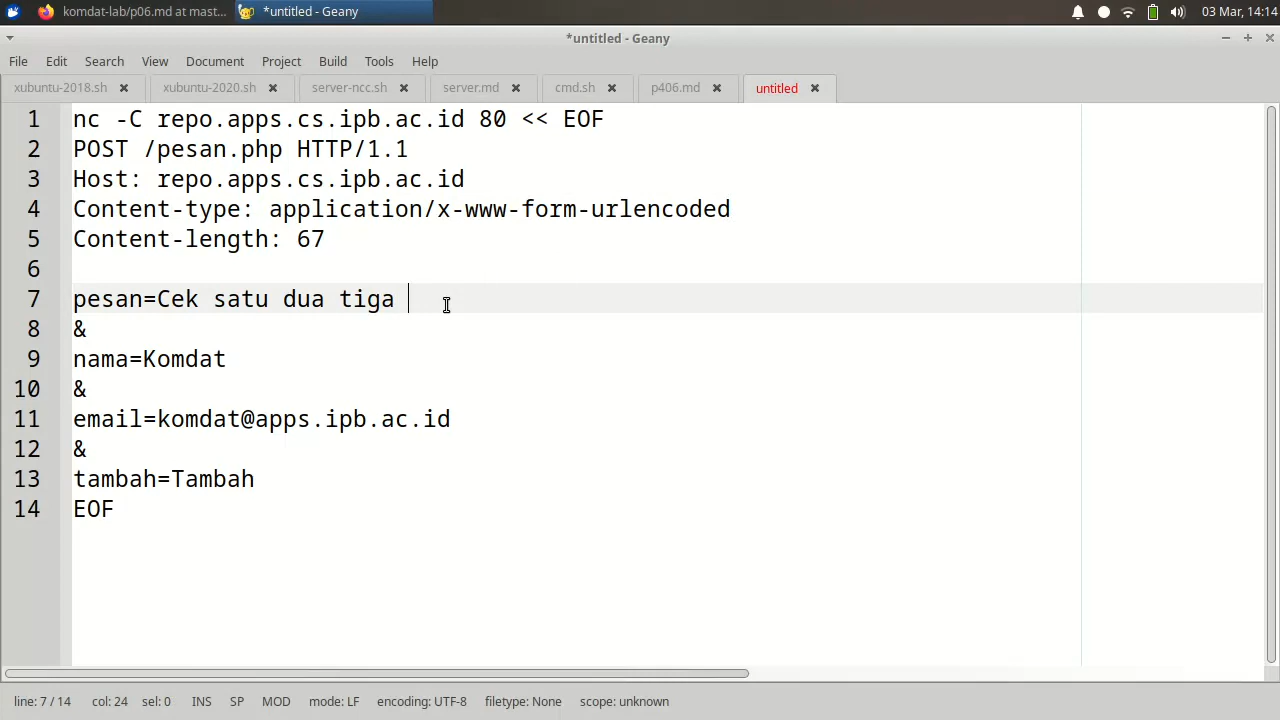 komdat-lab/p06.md at mast...
*untitled - Geany
03 Mar, 14:14
*untitled - Geany
File Edit Search View Document Project Build Tools Help
xubuntu-2018.sh xubuntu-2020.sh server-ncc.sh server.md cmd.sh p406.md untitled
1 nc -C repo.apps.cs.ipb.ac.id 80 << EOF
2 POST /pesan.php HTTP/1.1
3 Host: repo.apps.cs.ipb.ac.id
4 Content-type: application/x-www-form-urlencoded
5 Content-length: 67
6
7 pesan=Cek satu dua tiga
8 &
9 nama=Komdat
10 &
11 email=komdat@apps.ipb.ac.id
12 &
13 tambah=Tambah
14 EOF
line: 7 / 14 col: 24 sel: 0 INS SP MOD mode: LF encoding: UTF-8 filetype: None scope: unknown